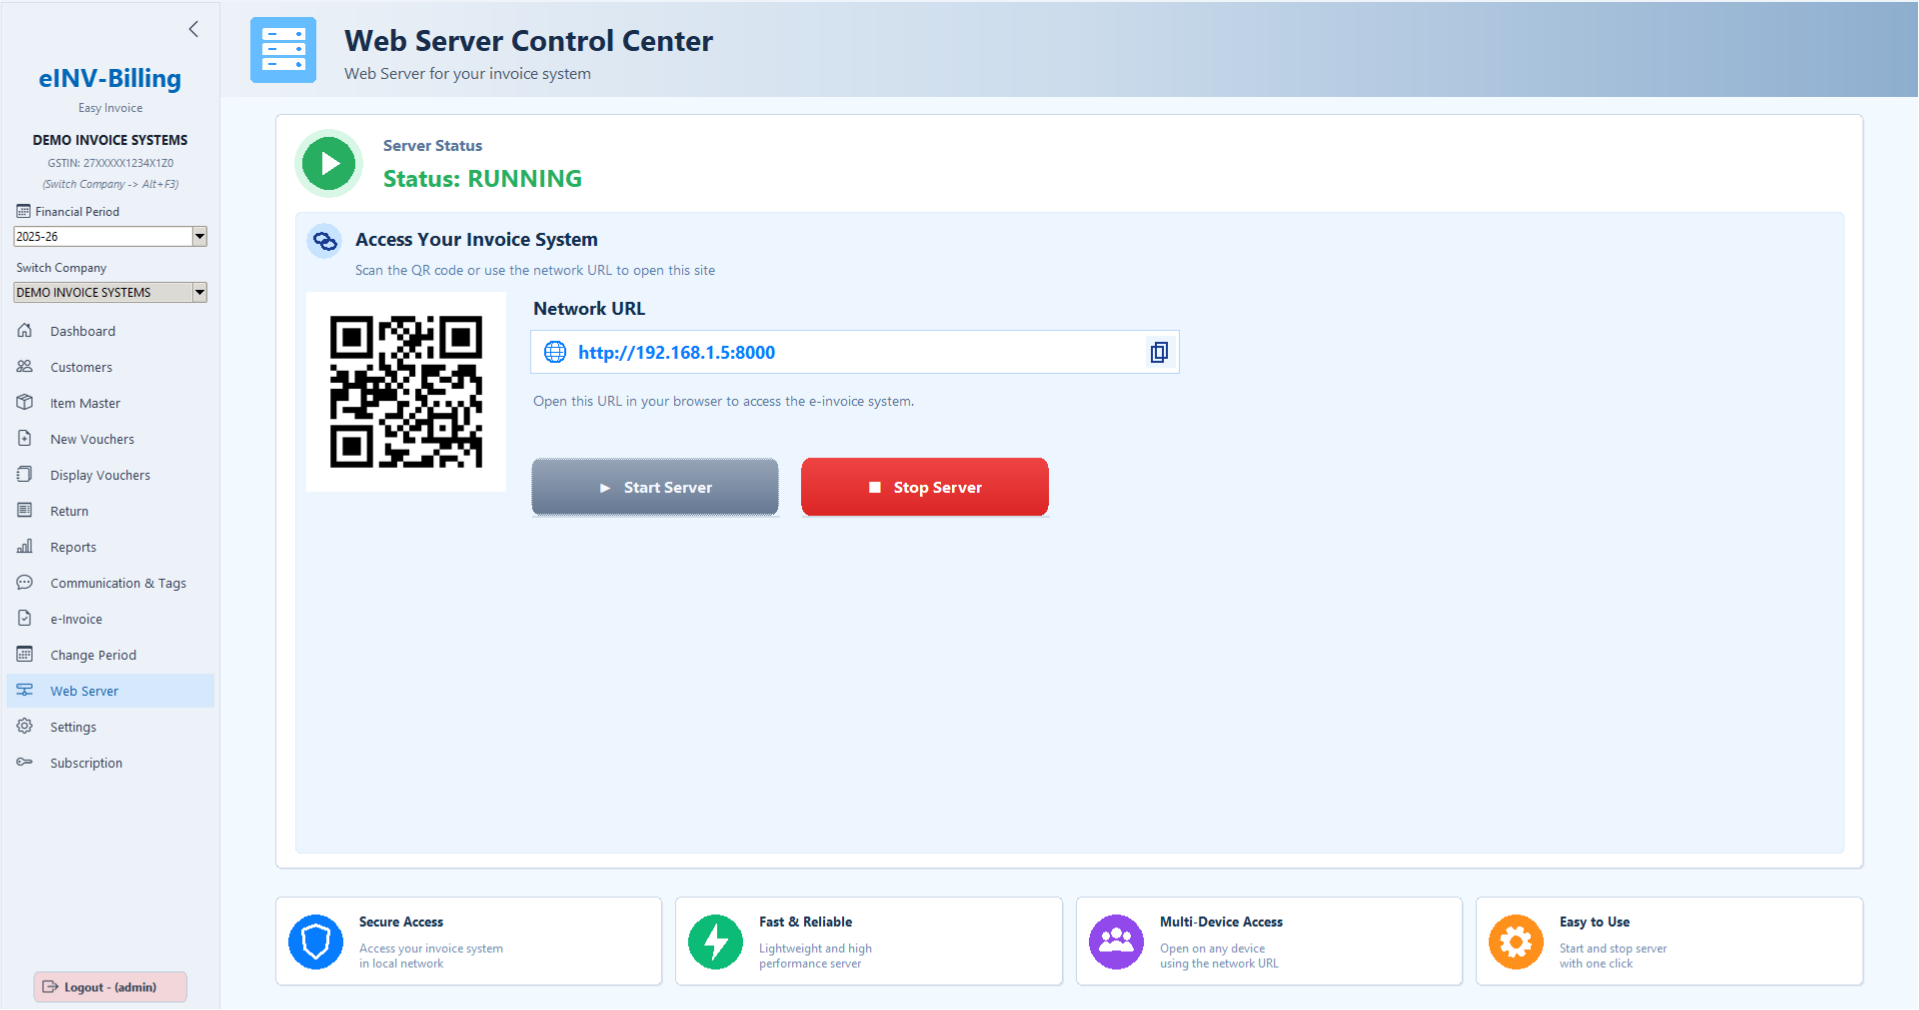 eINV-Billing
Easy Invoice
DEMO INVOICE SYSTEMS
GSTIN: 27XXXXX1234X1Z0
(Switch Company -> Alt+F3)
Financial Period
2025-26
Switch Company
DEMO INVOICE SYSTEMS
Dashboard
Customers
Item Master
New Vouchers
Display Vouchers
Return
Reports
Communication & Tags
e-Invoice
Change Period
Web Server
Settings
Subscription
Logout - (admin)
Web Server Control Center
Web Server for your invoice system
Server Status
Status: RUNNING
Access Your Invoice System
Scan the QR code or use the network URL to open this site
Network URL
http://192.168.1.5:8000
Open this URL in your browser to access the e-invoice system.
Start Server
Stop Server
Secure Access
Access your invoice system
in local network
Fast & Reliable
Lightweight and high
performance server
Multi-Device Access
Open on any device
using the network URL
Easy to Use
Start and stop server
with one click